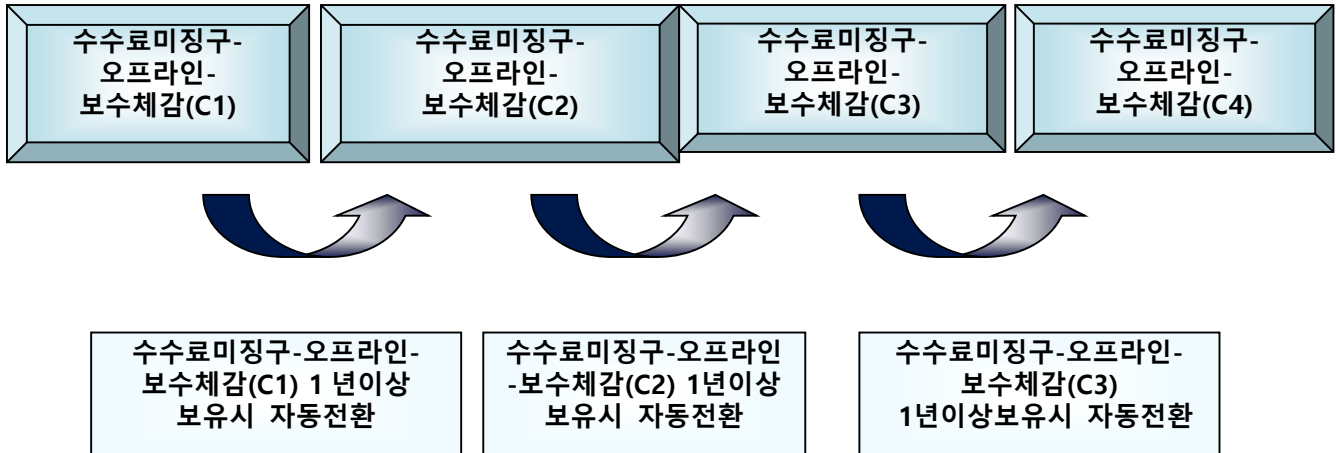 수수료미징구-
오프라인-
보수체감(C1)
수수료미징구-
오프라인-
보수체감(C2)
수수료미징구-
오프라인-
보수체감(C3)
수수료미징구-
오프라인-
보수체감(C4)
수수료미징구-오프라인-
보수체감(C1) 1 년이상
보유시 자동전환
수수료미징구-오프라인
-보수체감(C2) 1년이상
보유시 자동전환
수수료미징구-오프라인-
보수체감(C3)
1년이상보유시 자동전환